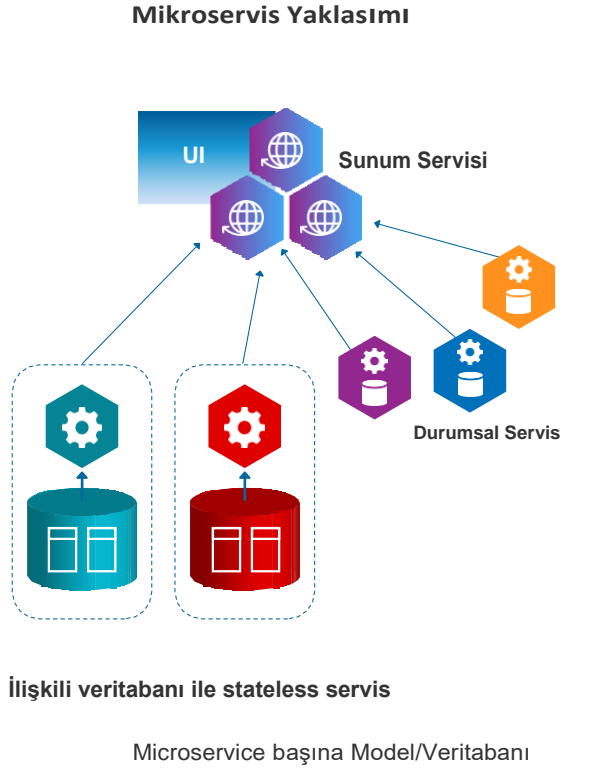 Mikroservis Yaklasımı
UI
Sunum Servisi
Durumsal Servis
İlişkili veritabanı ile stateless servis
Microservice başına Model/Veritabanı